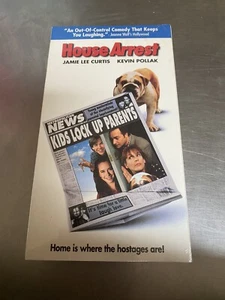 "An Out-Of-Control Comedy That Keeps
You Laughing."
House Arrest
JAMIE LEE CURTIS KEVIN POLLAK
NEWS
KIDS LOCK UP PARENTS
Home is where the hostages are!